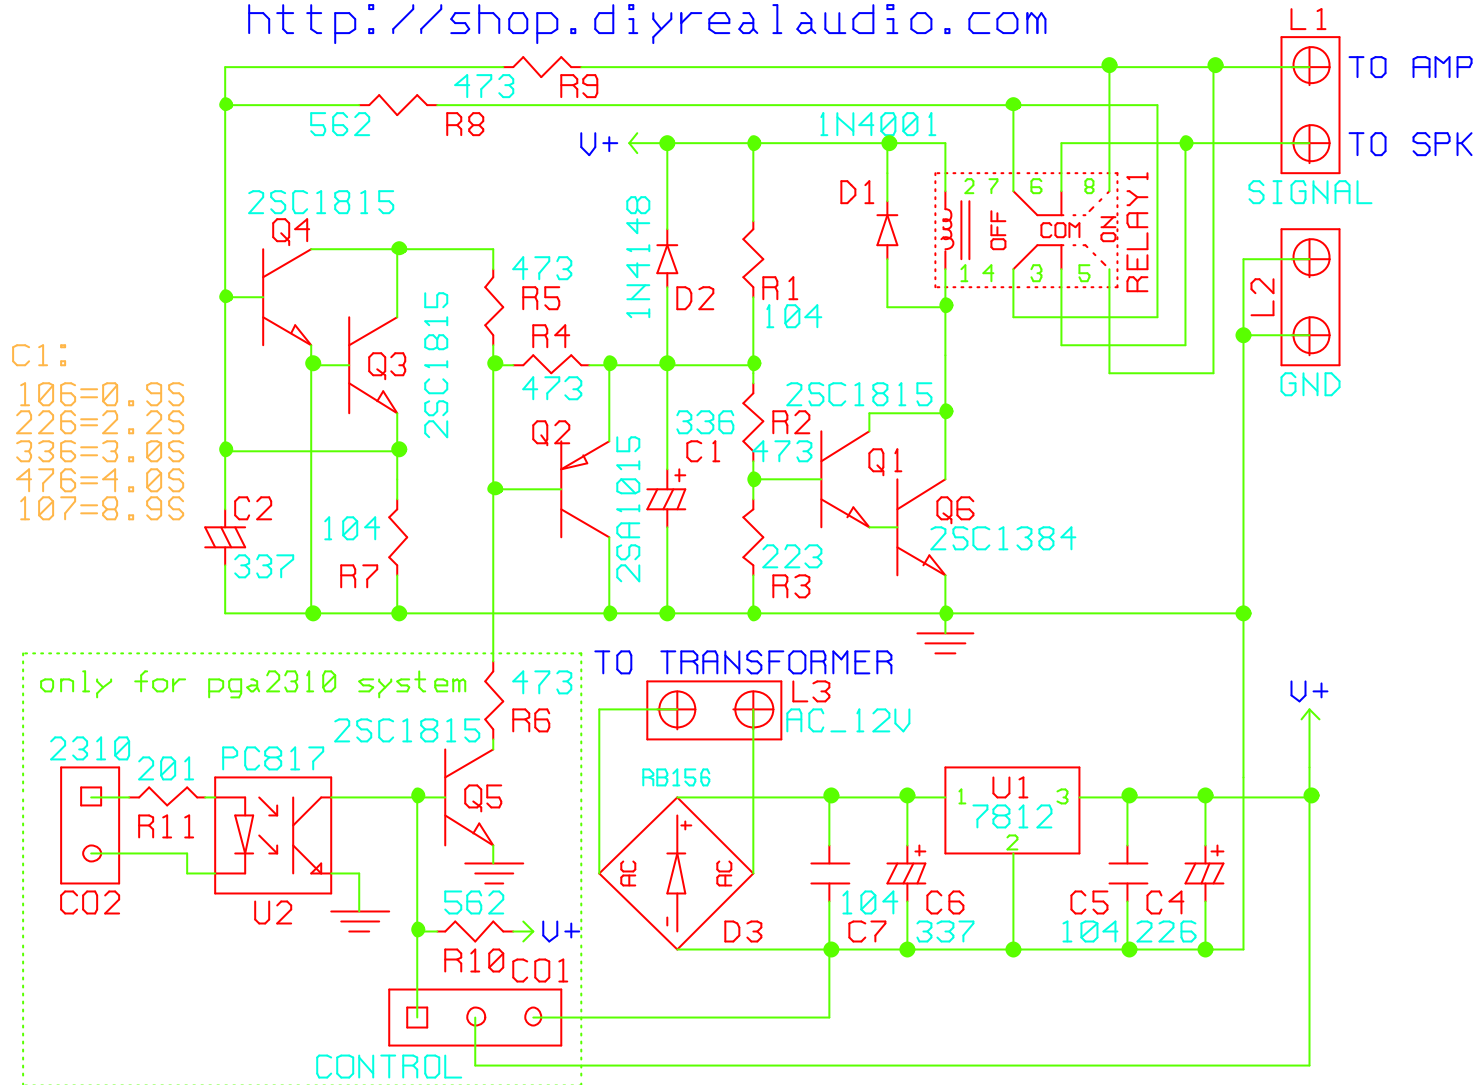 http://shop.diyrealaudio.com
L1
TO AMP
TO SPK
SIGNAL
473
R9
562
R8
V+
1N4001
2SC1815
Q4
D1
2 7 6 8
OFF
COM
ON
1 4 3 5
RELAY1
L2
GND
473
R5
1N4148
D2
R1
104
R4
473
Q3
2SC1815
C1:
106=0.9S
226=2.2S
336=3.0S
476=4.0S
107=8.9S
C2
337
104
R7
Q2
2SA1015
336
C1
R2
473
2SC1815
Q1
Q6
2SC1384
223
R3
only for pga2310 system
473
R6
2SC1815
Q5
2310
201
PC817
R11
CO2
U2
562
V+
R10
CO1
CONTROL
TO TRANSFORMER
L3
AC_12V
RB156
+
AC
AC
-
D3
104
C7
C6
337
U1
1
3
7812
2
C5
104
C4
226
V+